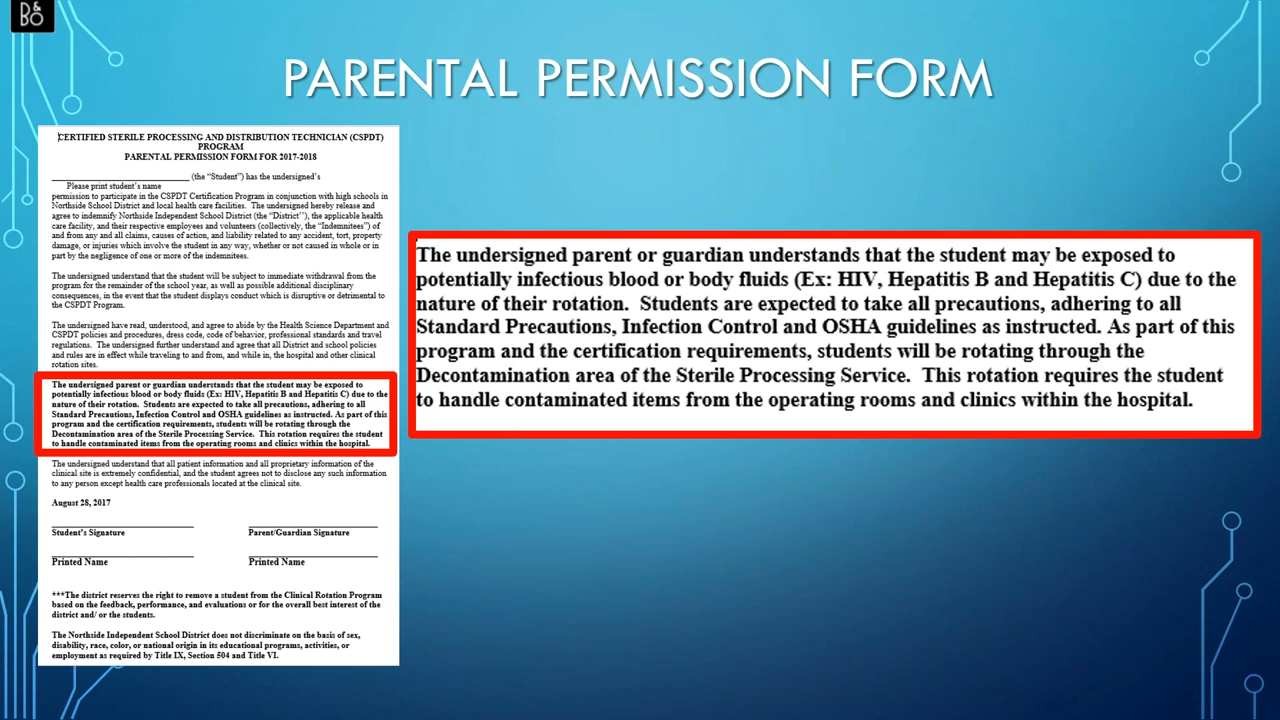 B&O
PARENTAL PERMISSION FORM
CERTIFIED STERILE PROCESSING AND DISTRIBUTION TECHNICIAN (CSPDT)
PROGRAM
PARENTAL PERMISSION FORM FOR 2017-2018
______________________________ (the “Student”) has the undersigned’s
Please print student’s name
permission to participate in the CSPDT Certification Program in conjunction with high schools in
Northside School District and local health care facilities. The undersigned hereby release and
agree to indemnify Northside Independent School District (the “District’’), the applicable health
care facility, and their respective employees and volunteers (collectively, the “Indemnitees”) of
and from any and all claims, causes of action, and liability related to any accident, tort, property
damage, or injuries which involve the student in any way, whether or not caused in whole or in
part by the negligence of one or more of the indemnitees.
The undersigned understand that the student will be subject to immediate withdrawal from the
program for the remainder of the school year, as well as possible additional disciplinary
consequences, in the event that the student displays conduct which is disruptive or detrimental to
the CSPDT Program.
The undersigned have read, understood, and agree to abide by the Health Science Department and
CSPDT policies and procedures, dress code, code of behavior, professional standards and travel
regulations. The undersigned further understand and agree that all District and school policies
and rules are in effect while traveling to and from, and while in, the hospital and other clinical
rotation sites.
The undersigned parent or guardian understands that the student may be exposed to
potentially infectious blood or body fluids (Ex: HIV, Hepatitis B and Hepatitis C) due to the
nature of their rotation. Students are expected to take all precautions, adhering to all
Standard Precautions, Infection Control and OSHA guidelines as instructed. As part of this
program and the certification requirements, students will be rotating through the
Decontamination area of the Sterile Processing Service. This rotation requires the student
to handle contaminated items from the operating rooms and clinics within the hospital.
The undersigned understand that all patient information and all proprietary information of the
clinical site is extremely confidential, and the student agrees not to disclose any such information
to any person except health care professionals located at the clinical site.
August 28, 2017
Student’s Signature Parent/Guardian Signature
Printed Name Printed Name
***The district reserves the right to remove a student from the Clinical Rotation Program
based on the feedback, performance, and evaluations or for the overall best interest of the
district and/ or the students.
The Northside Independent School District does not discriminate on the basis of sex,
disability, race, color, or national origin in its educational programs, activities, or
employment as required by Title IX, Section 504 and Title VI.
The undersigned parent or guardian understands that the student may be exposed to
potentially infectious blood or body fluids (Ex: HIV, Hepatitis B and Hepatitis C) due to the
nature of their rotation. Students are expected to take all precautions, adhering to all
Standard Precautions, Infection Control and OSHA guidelines as instructed. As part of this
program and the certification requirements, students will be rotating through the
Decontamination area of the Sterile Processing Service. This rotation requires the student
to handle contaminated items from the operating rooms and clinics within the hospital.